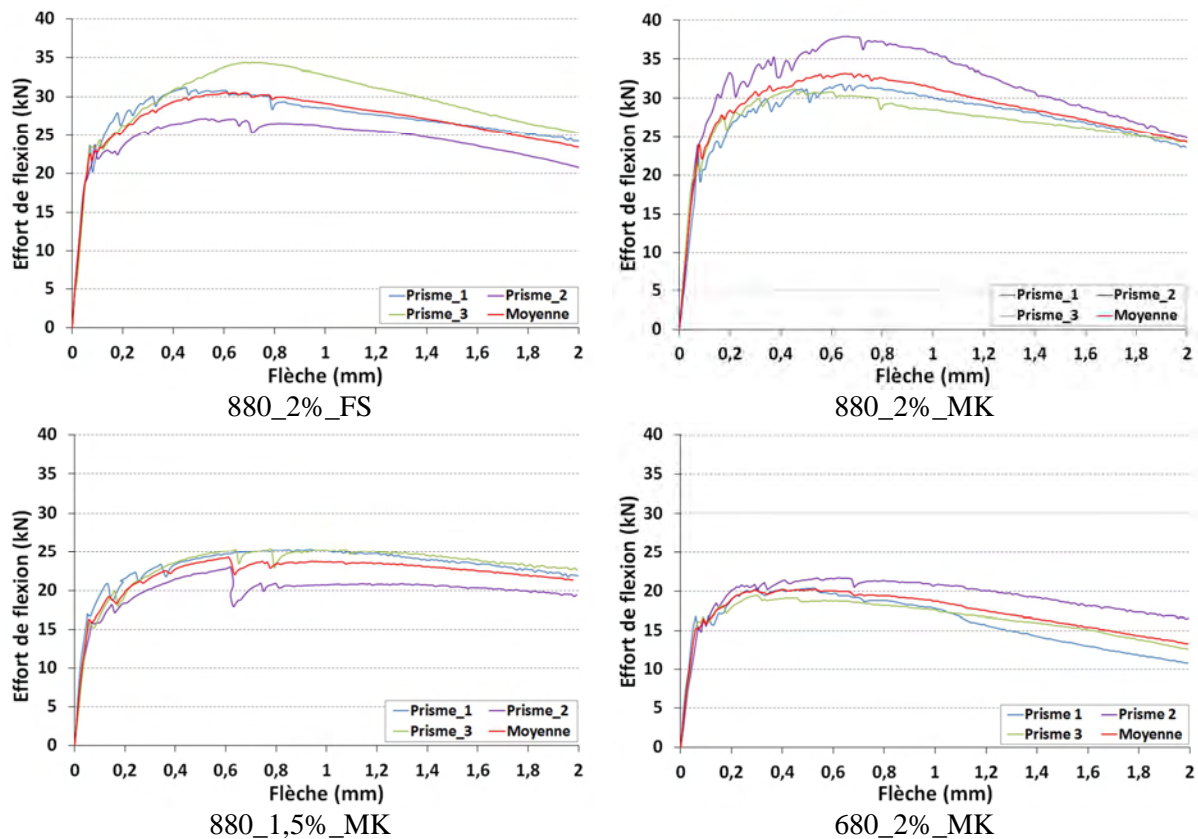 40
35
30
25
20
15
10
5
0
Effort de flexion (kN)
Prisme_1
Prisme_2
Prisme_3
Moyenne
0 0,2 0,4 0,6 0,8 1 1,2 1,4 1,6 1,8 2
Flèche (mm)
880_2%_FS
40
35
30
25
20
15
10
5
0
Effort de flexion (kN)
Prisme_1
Prisme_2
Prisme_3
Moyenne
0 0,2 0,4 0,6 0,8 1 1,2 1,4 1,6 1,8 2
Flèche (mm)
880_2%_MK
40
35
30
25
20
15
10
5
0
Effort de flexion (kN)
Prisme_1
Prisme_2
Prisme_3
Moyenne
0 0,2 0,4 0,6 0,8 1 1,2 1,4 1,6 1,8 2
Flèche (mm)
880_1,5%_MK
40
35
30
25
20
15
10
5
0
Effort de flexion (kN)
Prisme 1
Prisme 2
Prisme 3
Moyenne
0 0,2 0,4 0,6 0,8 1 1,2 1,4 1,6 1,8 2
Flèche (mm)
680_2%_MK